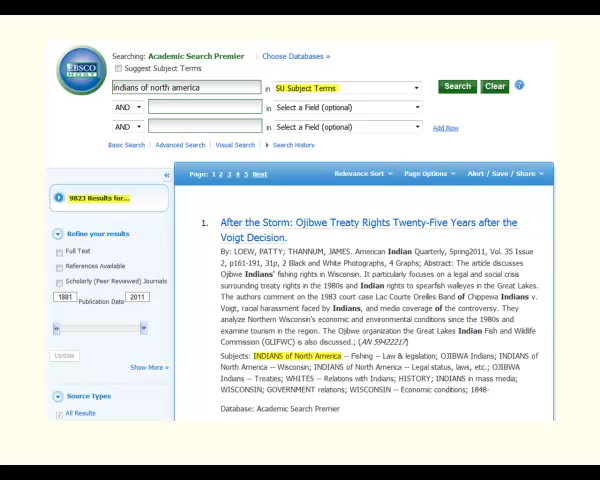 EBSCO
HOST
Searching: Academic Search Premier | Choose Databases »
Suggest Subject Terms
indians of north america in SU Subject Terms Search Clear ?
AND in Select a Field (optional)
AND in Select a Field (optional) Add Row
Basic Search | Advanced Search | Visual Search | Search History
«
9823 Results for...
Refine your results
Full Text
References Available
Scholarly (Peer Reviewed) Journals
1881 Publication Date 2011
Update
Show More »
Source Types
All Results
Page: 1 2 3 4 5 Next Relevance Sort Page Options Alert / Save / Share
1. After the Storm: Ojibwe Treaty Rights Twenty-Five Years after the
Voigt Decision.
By: LOEW, PATTY; THANNUM, JAMES. American Indian Quarterly, Spring2011, Vol. 35 Issue
2, p161-191, 31p, 2 Black and White Photographs, 4 Graphs; Abstract: The article discusses
Ojibwe Indians' fishing rights in Wisconsin. It particularly focuses on a legal and social crisis
surrounding treaty rights in the 1980s and Indian rights to spearfish walleyes in the Great Lakes.
The authors comment on the 1983 court case Lac Courte Oreilles Band of Chippewa Indians v.
Voigt, racial harassment faced by Indians, and media coverage of the controversy. They
analyze Northern Wisconsin's economic and environmental conditions since the 1980s and
examine tourism in the region. The Ojibwe organization the Great Lakes Indian Fish and Wildife
Commission (GLIFWC) is also discussed.; (AN 59422217)
Subjects: INDIANS of North America -- Fishing -- Law & legislation; OJIBWA Indians; INDIANS of
North America -- Wisconsin; INDIANS of North America -- Legal status, laws, etc.; OJIBWA
Indians -- Treaties; WHITES -- Relations with Indians; HISTORY; INDIANS in mass media;
WISCONSIN; GOVERNMENT relations; WISCONSIN -- Economic conditions; 1848-
Database: Academic Search Premier